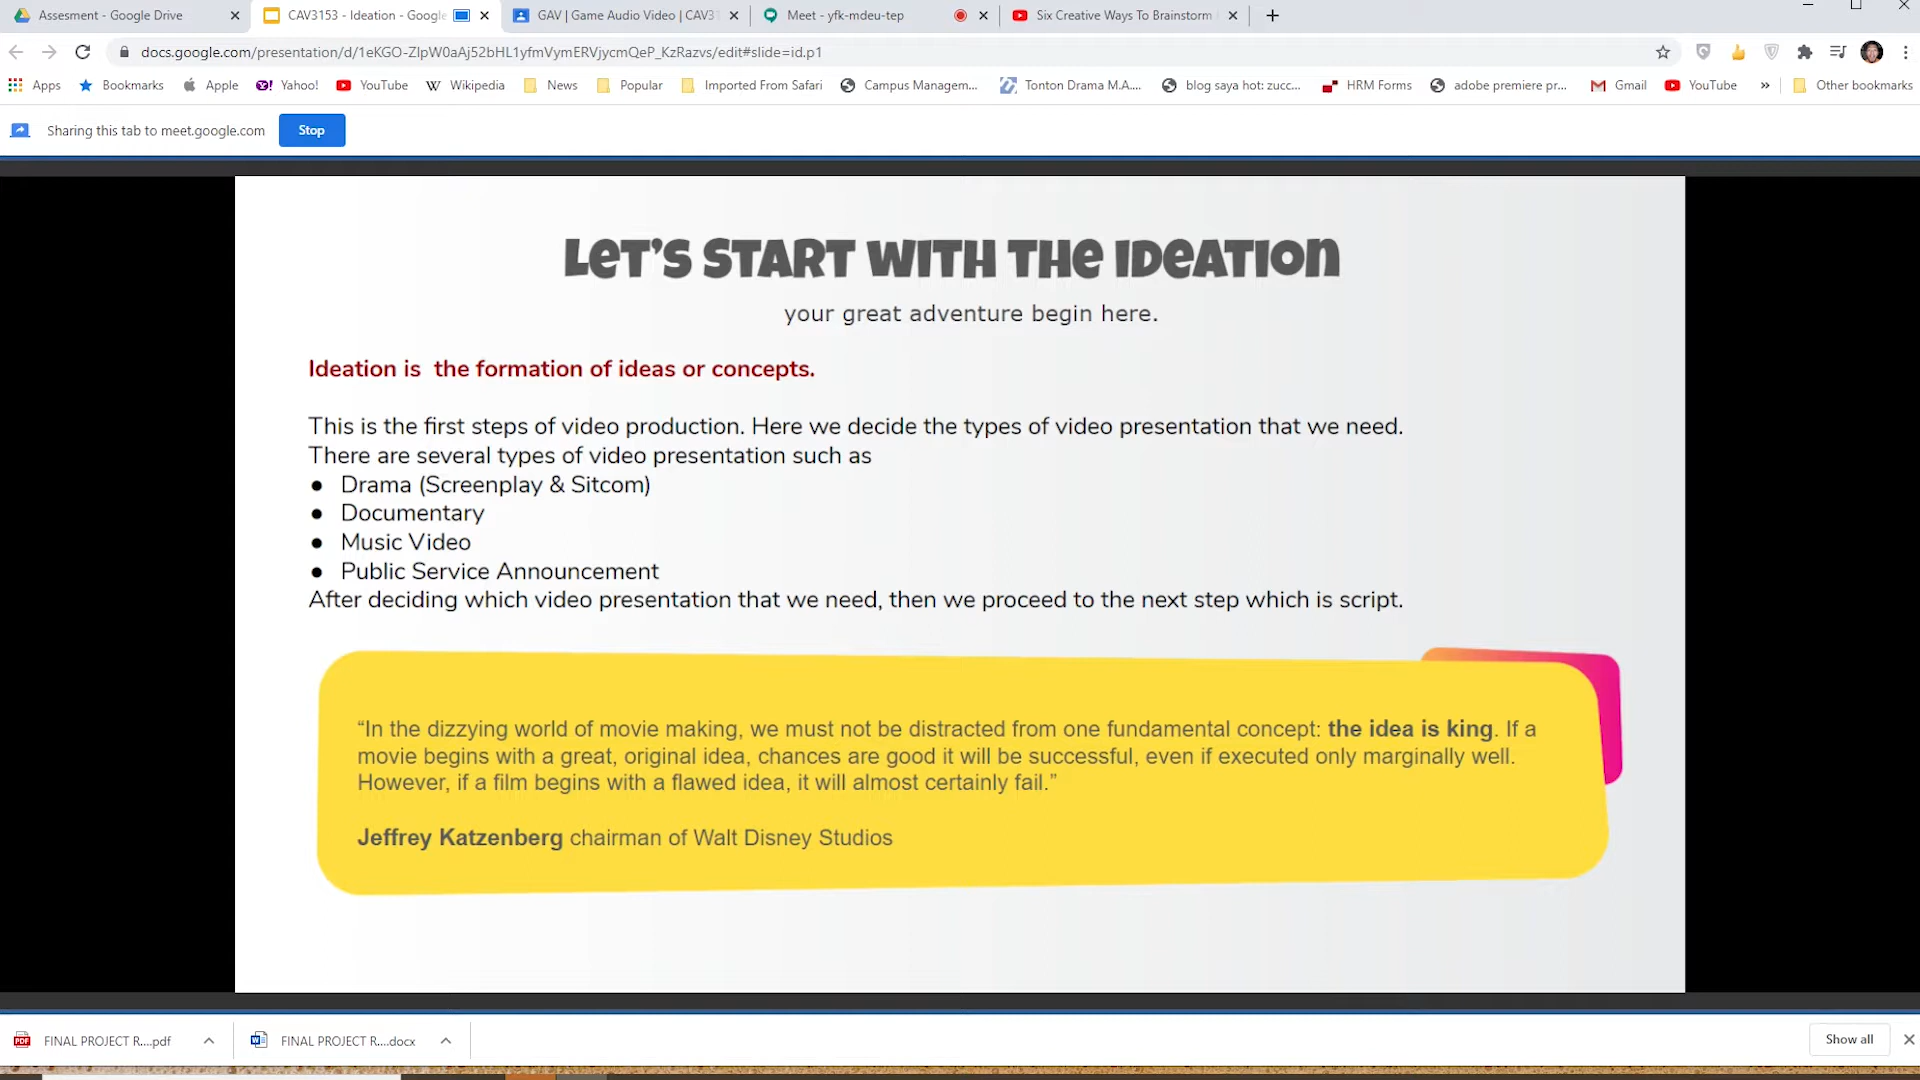 Assesment - Google Drive
CAV3153 - Ideation - Google
GAV | Game Audio Video | CAV31
Meet - yfk-mdeu-tep
Six Creative Ways To Brainstorm
docs.google.com/presentation/d/1eKGO-ZIpW0aAj52bHL1yfmVymERVjycmQeP_KzRazvs/edit#slide=id.p1
Apps Bookmarks Apple Yahoo! YouTube Wikipedia News Popular Imported From Safari Campus Managem... Tonton Drama M.A.... blog saya hot: zucc... HRM Forms adobe premiere pr... Gmail YouTube » Other bookmarks
Sharing this tab to meet.google.com Stop
LET'S START WITH THE IDEATION
your great adventure begin here.
Ideation is the formation of ideas or concepts.
This is the first steps of video production. Here we decide the types of video presentation that we need.
There are several types of video presentation such as
● Drama (Screenplay & Sitcom)
● Documentary
● Music Video
● Public Service Announcement
After deciding which video presentation that we need, then we proceed to the next step which is script.
“In the dizzying world of movie making, we must not be distracted from one fundamental concept: the idea is king. If a
movie begins with a great, original idea, chances are good it will be successful, even if executed only marginally well.
However, if a film begins with a flawed idea, it will almost certainly fail.”
Jeffrey Katzenberg chairman of Walt Disney Studios
FINAL PROJECT R....pdf
FINAL PROJECT R....docx
Show all